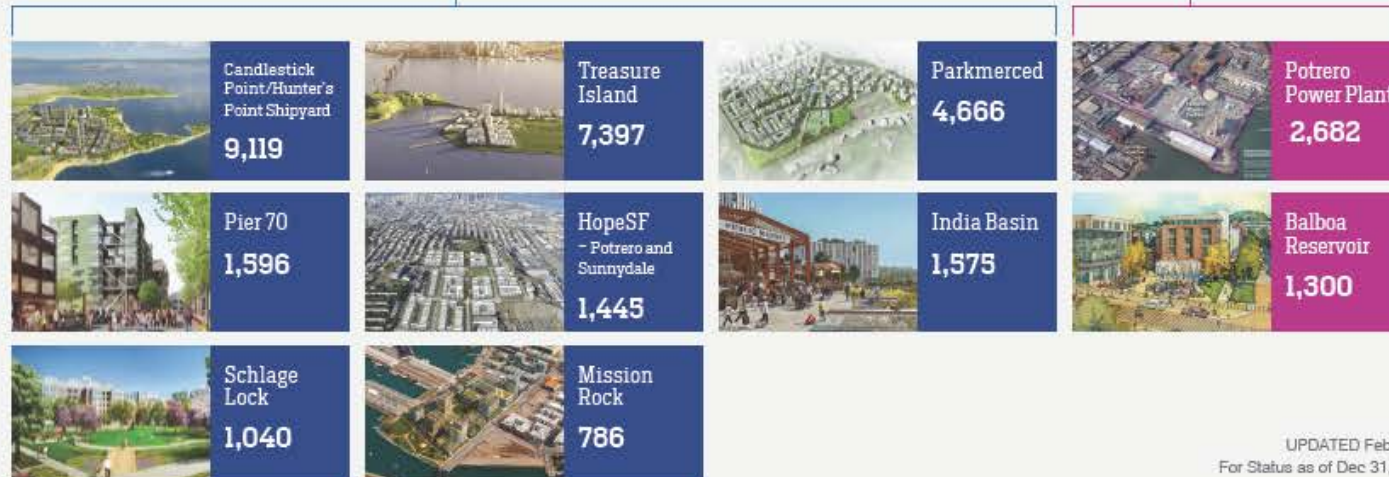 Candlestick
Point/Hunter's
Point Shipyard
9,119
Treasure
Island
7,397
Parkmerced
4,666
Potrero
Power Plant
2,682
Pier 70
1,596
HopeSF
- Potrero and
Sunnydale
1,445
India Basin
1,575
Balboa
Reservoir
1,300
Schlage
Lock
1,040
Mission
Rock
786
UPDATED Feb
For Status as of Dec 31,